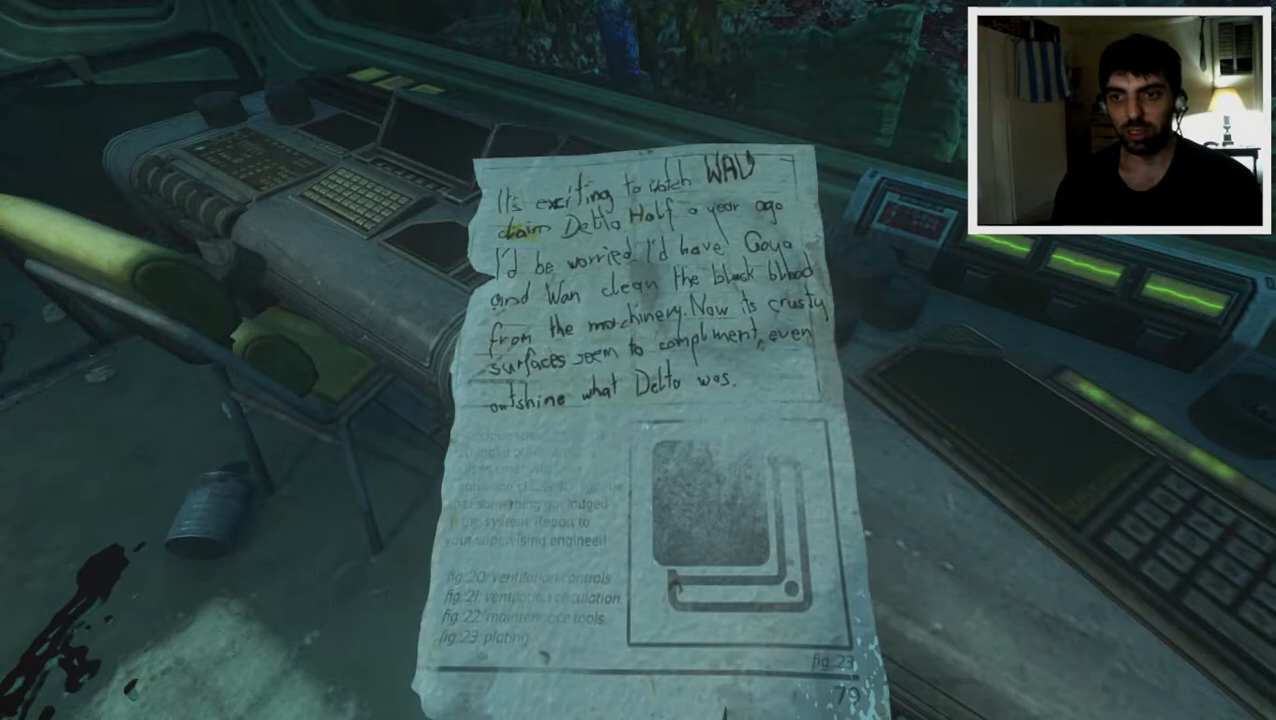 It's exciting to watch WAU
claim Delta Half a year ago
I'd be worried. I'd have Goya
and Wan clean the black blood
from the machinery. Now its crusty
surfaces seem to compliment, even
outshine what Delta was.
something got lodged
system. Report to
your supervising engineer!
fig:20: ventilation controls
fig:21: ventilation circulation
fig:22 maintenance tools
fig:23 plating
fig:23
79